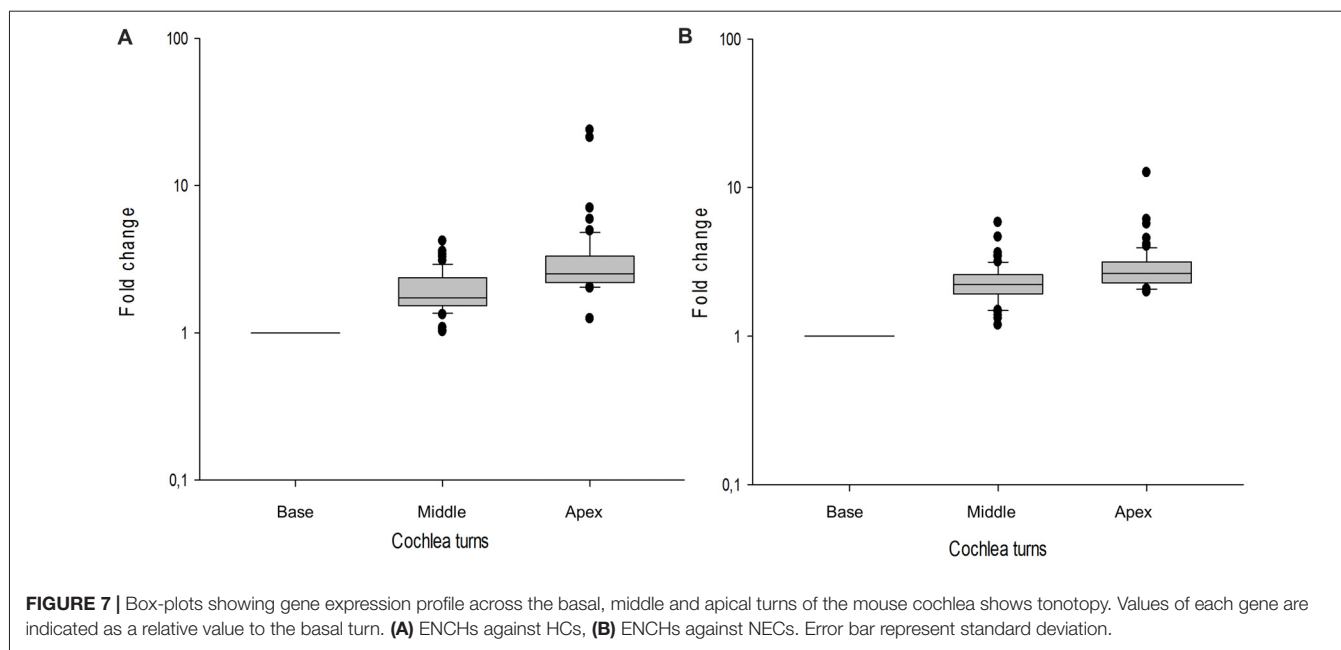 A
100
10
1
0,1
Fold change
Base
Middle
Apex
Cochlea turns
B
100
10
1
0,1
Fold change
Base
Middle
Apex
Cochlea turns
FIGURE 7 | Box-plots showing gene expression profile across the basal, middle and apical turns of the mouse cochlea shows tonotopy. Values of each gene are
indicated as a relative value to the basal turn. (A) ENCHs against HCs, (B) ENCHs against NECs. Error bar represent standard deviation.